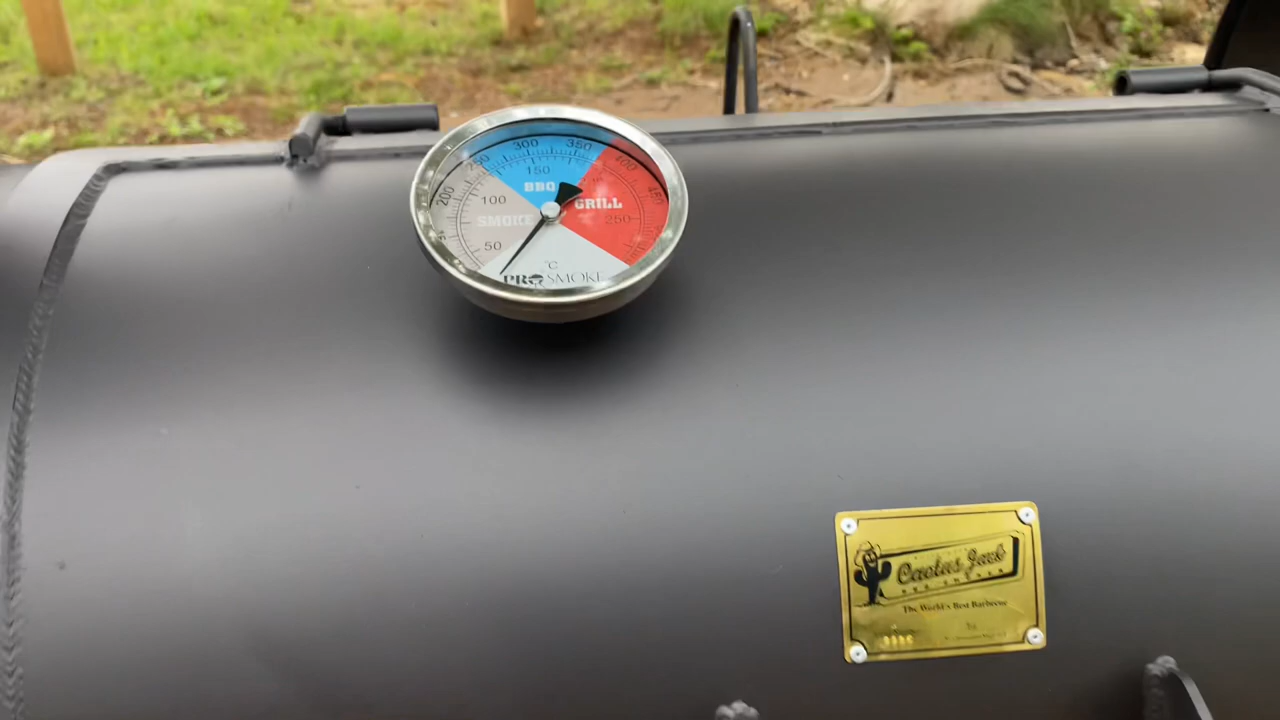 300
250
350
400
150
200
100
450
BBQ
GRILL
SMOKE
250
50
°C
PRO SMOKE
Cactus Jack
The World's Best Barbecue